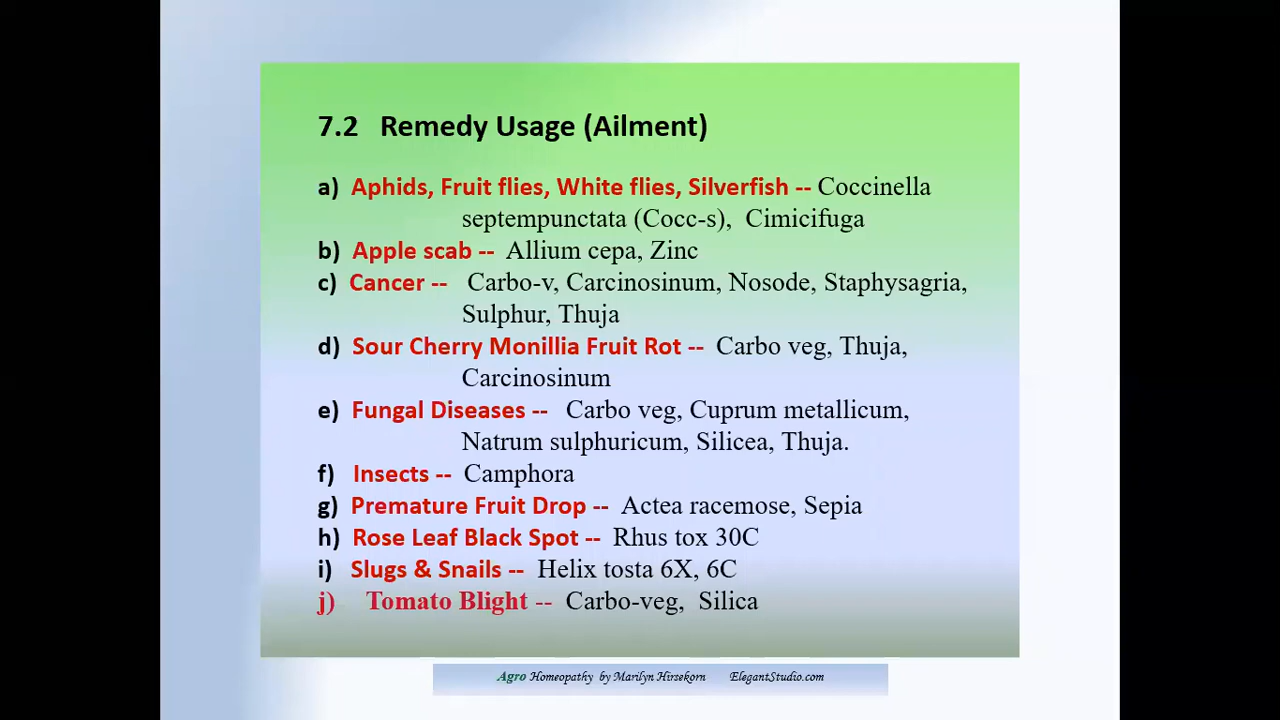 7.2 Remedy Usage (Ailment)
a) Aphids, Fruit flies, White flies, Silverfish -- Coccinella
septempunctata (Cocc-s), Cimicifuga
b) Apple scab -- Allium cepa, Zinc
c) Cancer -- Carbo-v, Carcinosinum, Nosode, Staphysagria,
Sulphur, Thuja
d) Sour Cherry Monillia Fruit Rot -- Carbo veg, Thuja,
Carcinosinum
e) Fungal Diseases -- Carbo veg, Cuprum metallicum,
Natrum sulphuricum, Silicea, Thuja.
f) Insects -- Camphora
g) Premature Fruit Drop -- Actea racemose, Sepia
h) Rose Leaf Black Spot -- Rhus tox 30C
i) Slugs & Snails -- Helix tosta 6X, 6C
j) Tomato Blight -- Carbo-veg, Silica
Agro Homeopathy by Marilyn Hirsekorn ElegantStudio.com